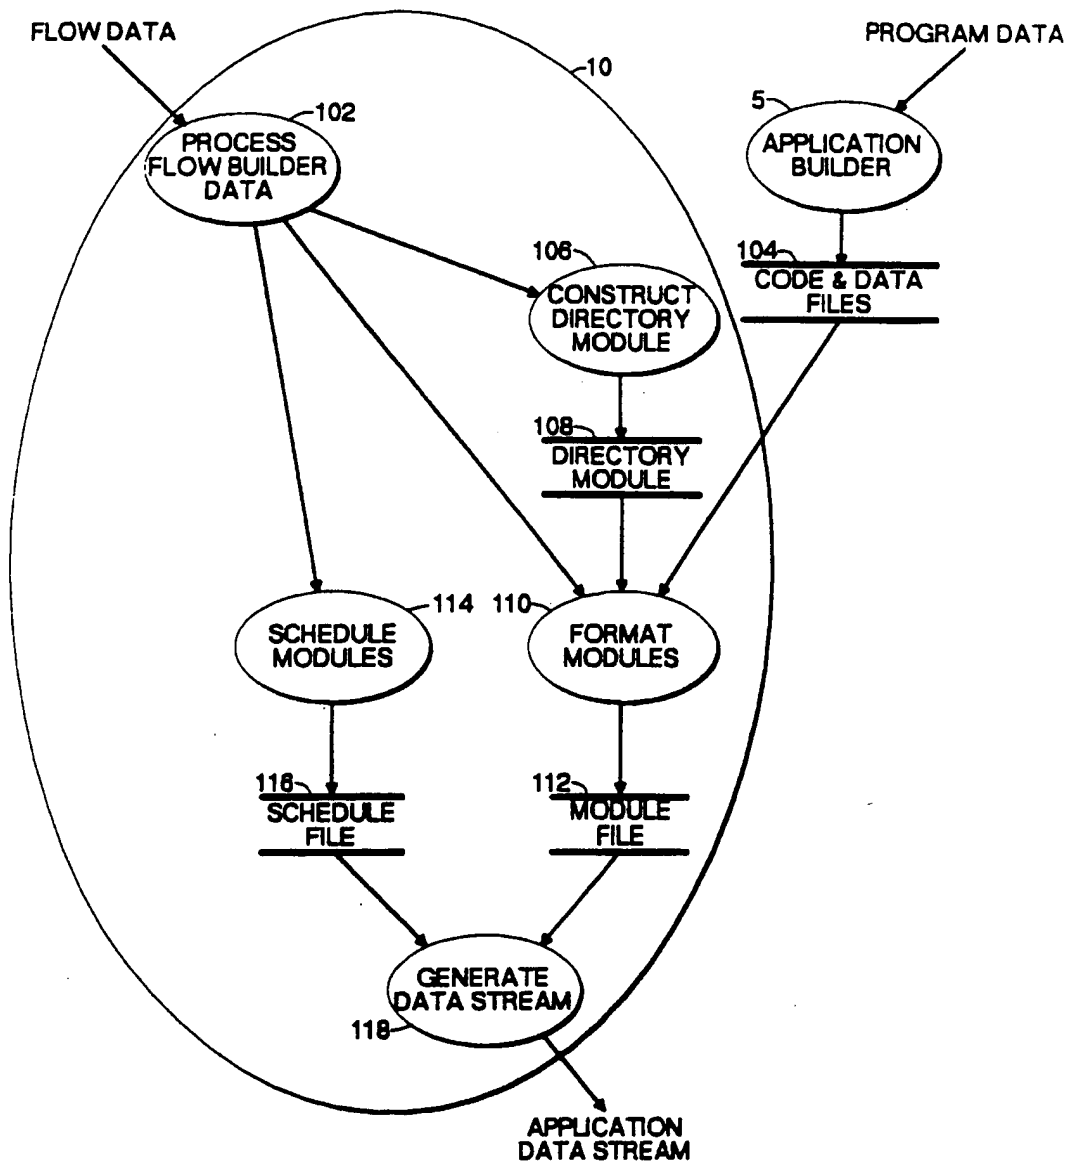 FLOW DATA
PROGRAM DATA
10
5
102
PROCESS
FLOW BUILDER
DATA
APPLICATION
BUILDER
106
104
CODE & DATA
FILES
CONSTRUCT
DIRECTORY
MODULE
108
DIRECTORY
MODULE
114
110
SCHEDULE
MODULES
FORMAT
MODULES
116
SCHEDULE
FILE
112
MODULE
FILE
GENERATE
DATA STREAM
118
APPLICATION
DATA STREAM